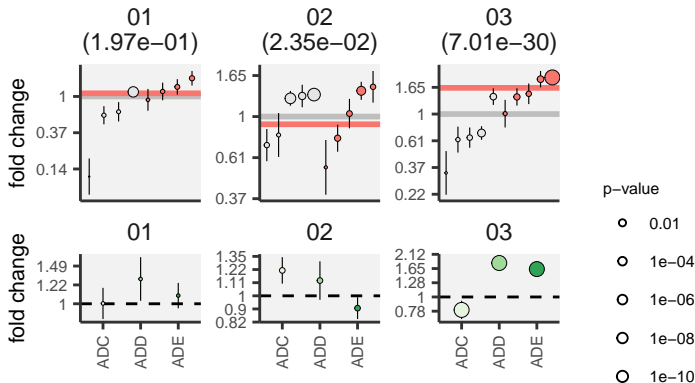 01
(1.97e−01)
02
(2.35e−02)
03
(7.01e−30)
fold change
1
0.37
0.14
1.65
1
0.61
0.37
1.65
1
0.61
0.37
0.22
01
02
03
fold change
1.49
1.22
1
1.35
1.22
1.11
1
0.9
0.82
2.12
1.65
1.28
1
0.78
ADC
ADD
ADE
ADC
ADD
ADE
ADC
ADD
ADE
p−value
0.01
1e−04
1e−06
1e−08
1e−10